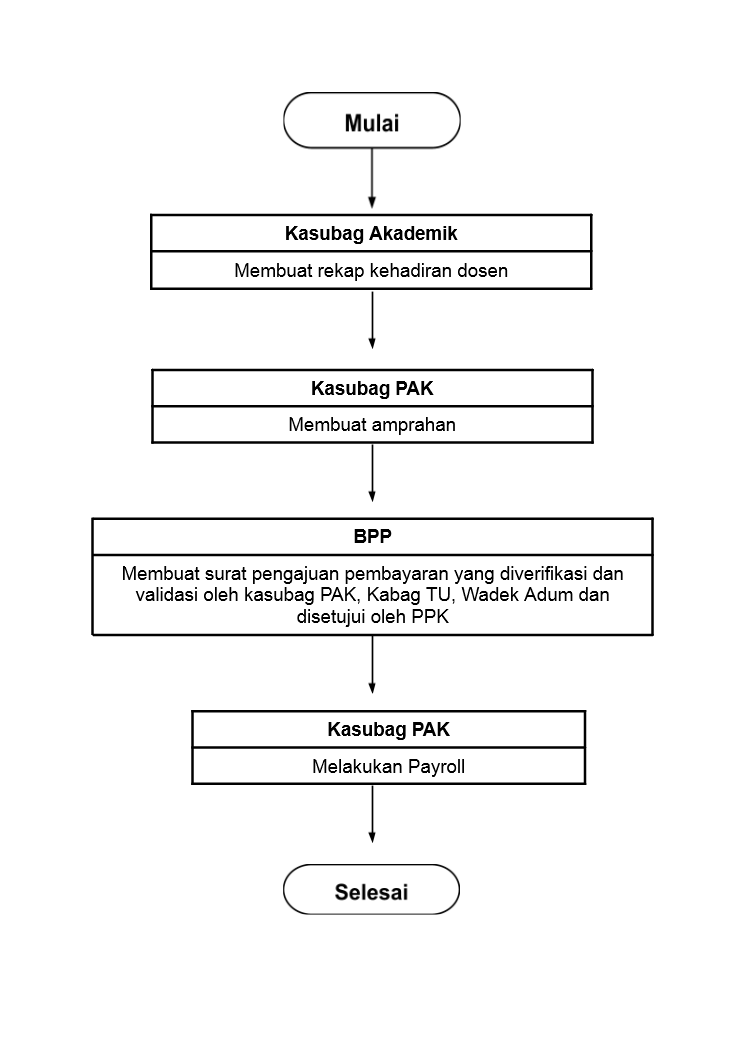 Mulai
Kasubag Akademik
Membuat rekap kehadiran dosen
Kasubag PAK
Membuat amprahan
BPP
Membuat surat pengajuan pembayaran yang diverifikasi dan
validasi oleh kasubag PAK, Kabag TU, Wadek Adum dan
disetujui oleh PPK
Kasubag PAK
Melakukan Payroll
Selesai